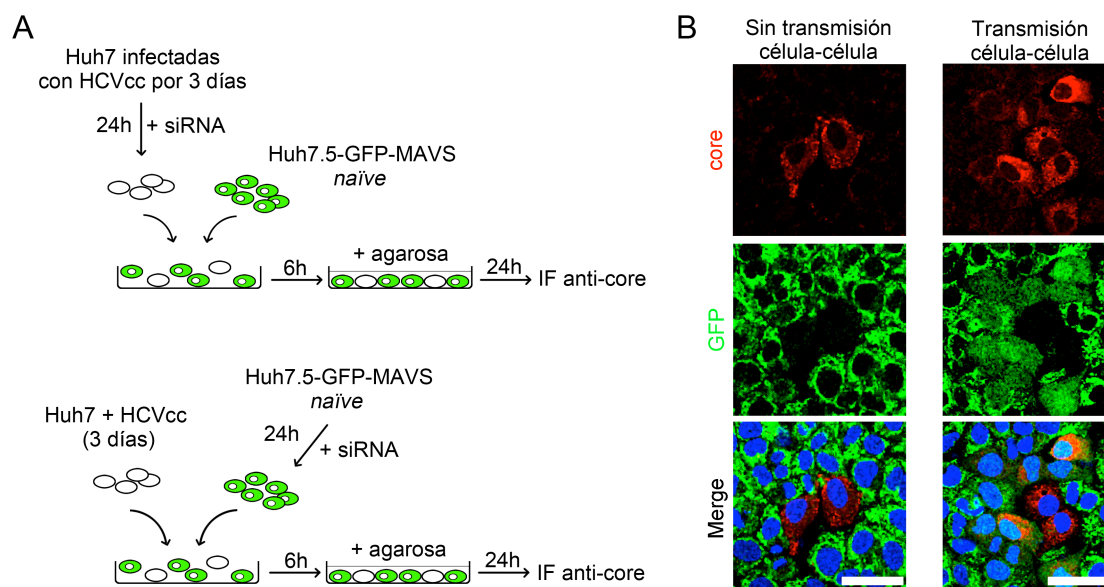 A
Huh7 infectadas
con HCVcc por 3 días
24h
+ siRNA
Huh7.5-GFP-MAVS
naïve
6h
+ agarosa
24h
IF anti-core
Huh7.5-GFP-MAVS
naïve
Huh7 + HCVcc
(3 días)
24h
+ siRNA
6h
+ agarosa
24h
IF anti-core
B
Sin transmisión
célula-célula
Transmisión
célula-célula
core
GFP
Merge